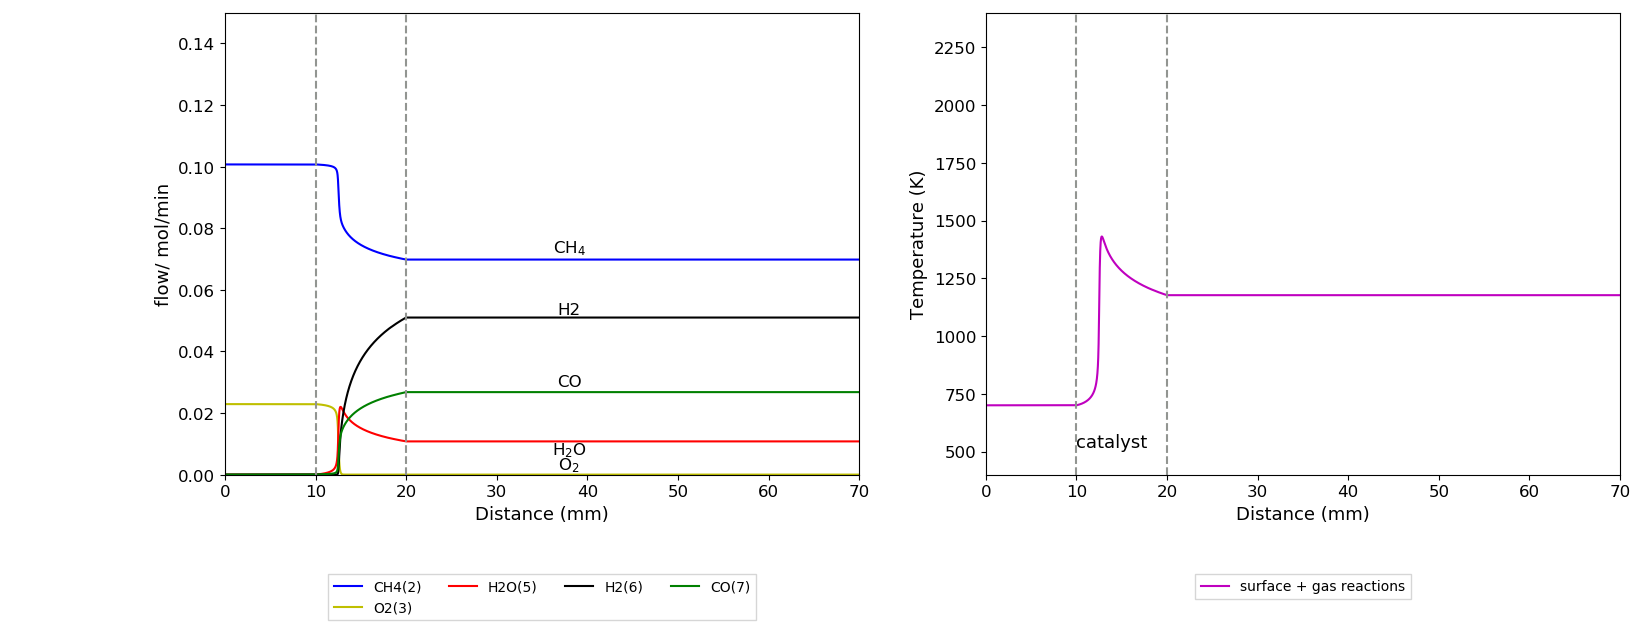 0.14
0.12
0.10
0.08
0.06
0.04
0.02
0.00
flow/ mol/min
CH₄
H2
CO
H₂O
O₂
0 10 20 30 40 50 60 70
Distance (mm)
CH4(2) H2O(5) H2(6) CO(7)
O2(3)
2250
2000
1750
1500
1250
1000
750
500
Temperature (K)
catalyst
0 10 20 30 40 50 60 70
Distance (mm)
surface + gas reactions